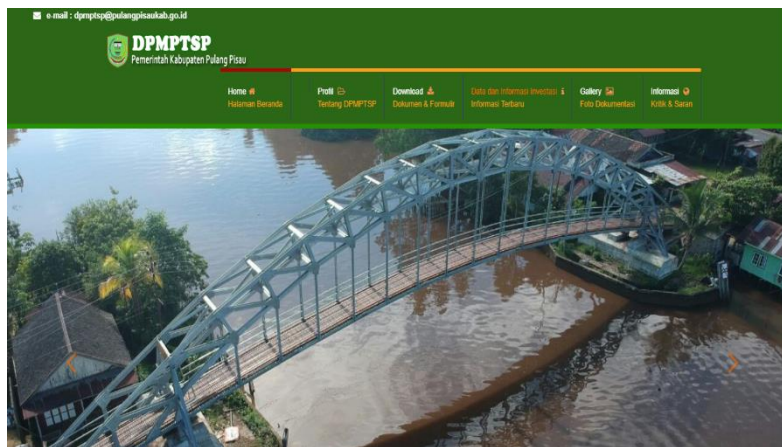 e-mail : dpmptsp@pulangpisaukab.go.id
DPMPTSP
Pemerintah Kabupaten Pulang Pisau
Home
Halaman Beranda
Profil
Tentang DPMPTSP
Download
Dokumen & Formulir
Data dan Informasi Investasi
Informasi Terbaru
Gallery
Foto Dokumentasi
Informasi
Kritik & Saran